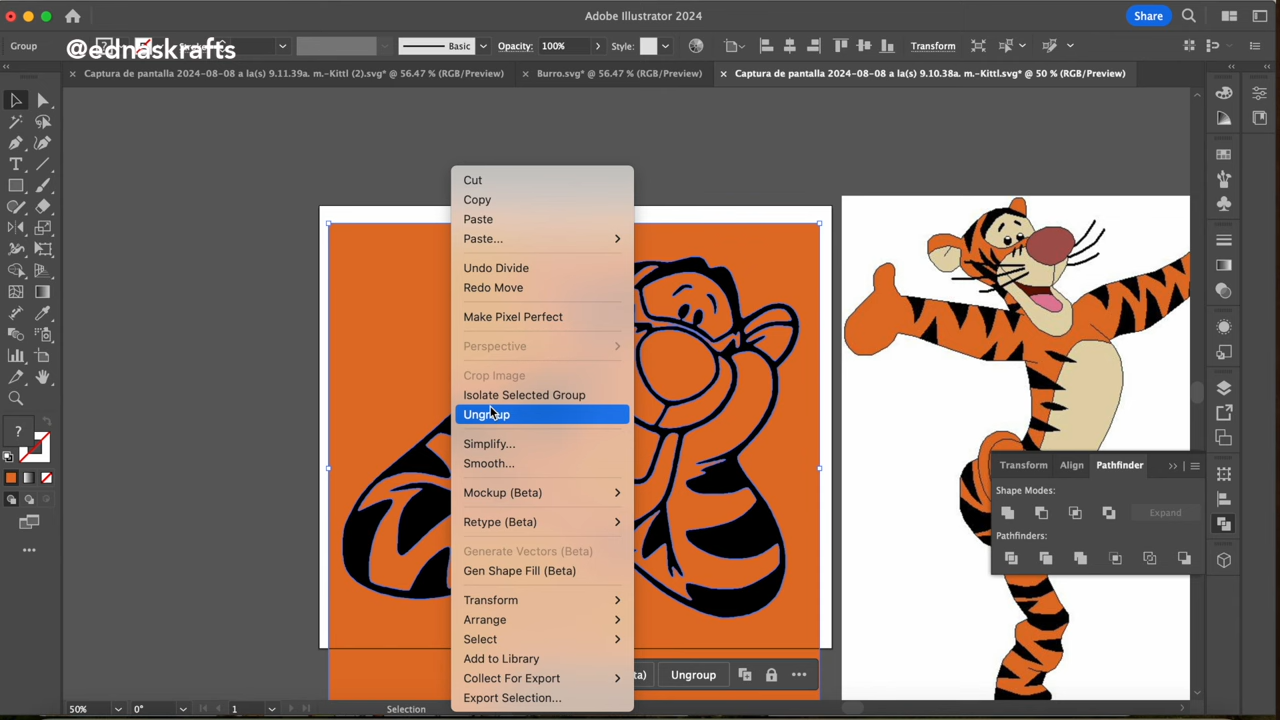 Adobe Illustrator 2024
Share
@ednaskrafts
Group
Basic
Opacity:
100%
Style:
Transform
Captura de pantalla 2024-08-08 a la(s) 9.11.39a. m.-Kittl (2).svg* @ 56.47 % (RGB/Preview)
Burro.svg* @ 56.47 % (RGB/Preview)
Captura de pantalla 2024-08-08 a la(s) 9.10.38a. m.-Kittl.svg* @ 50 % (RGB/Preview)
Cut
Copy
Paste
Paste...
Undo Divide
Redo Move
Make Pixel Perfect
Perspective
Crop Image
Isolate Selected Group
Ungroup
Simplify...
Smooth...
Mockup (Beta)
Retype (Beta)
Generate Vectors (Beta)
Gen Shape Fill (Beta)
Transform
Arrange
Select
Add to Library
Collect For Export
Export Selection...
Ungroup
Transform
Align
Pathfinder
Shape Modes:
Expand
Pathfinders:
50%
0°
1
Selection